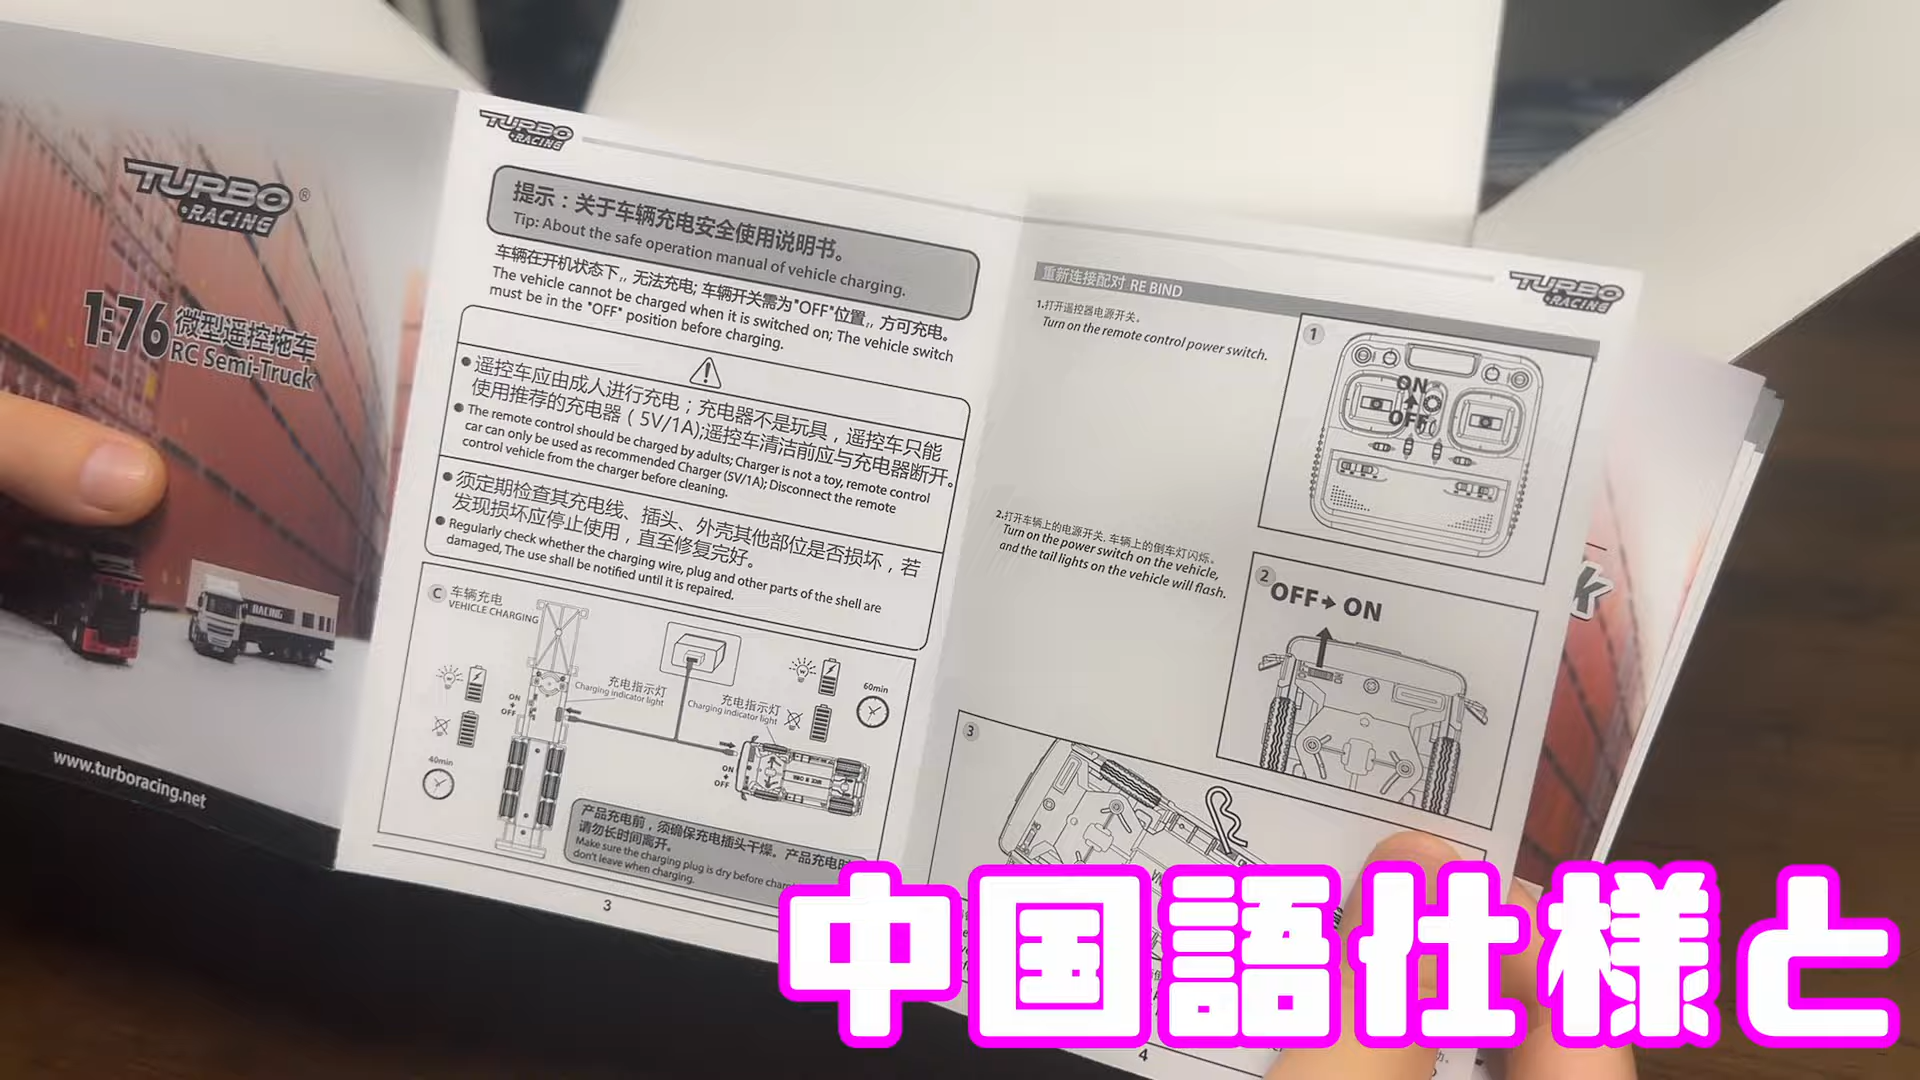 TURBO
RACING
®
1:76
微型遥控拖车
RC Semi-Truck
RACING
www.turboracing.net
TURBO
RACING
提示：关于车辆充电安全使用说明书。
Tip: About the safe operation manual of vehicle charging.
车辆在开机状态下,, 无法充电; 车辆开关需为"OFF"位置,, 方可充电。
The vehicle cannot be charged when it is switched on; The vehicle switch
must be in the "OFF" position before charging.
遥控车应由成人进行充电；充电器不是玩具，遥控车只能
使用推荐的充电器（5V/1A);遥控车清洁前应与充电器断开。
The remote control should be charged by adults; Charger is not a toy, remote control
car can only be used as recommended Charger (5V/1A); Disconnect the remote
control vehicle from the charger before cleaning.
须定期检查其充电线、插头、外壳其他部位是否损坏，若
发现损坏应停止使用，直至修复完好。
Regularly check whether the charging wire, plug and other parts of the shell are
damaged, The use shall be notified until it is repaired.
C 车辆充电
VEHICLE CHARGING
充电指示灯
Charging indicator light
充电指示灯
Charging indicator light
60min
ON
OFF
ON
OFF
40min
产品充电前，须确保充电插头干燥。产品充电时
请勿长时间离开。
Make sure the charging plug is dry before
don't leave when charging.
3
TURBO
RACING
重新连接配对 RE BIND
1.打开遥控器电源开关。
Turn on the remote control power switch.
1
ON
OFF
2.打开车辆上的电源开关, 车辆上的倒车灯闪烁。
Turn on the power switch on the vehicle,
and the tail lights on the vehicle will flash.
2
OFF ON
3
4
k
中国語仕様と